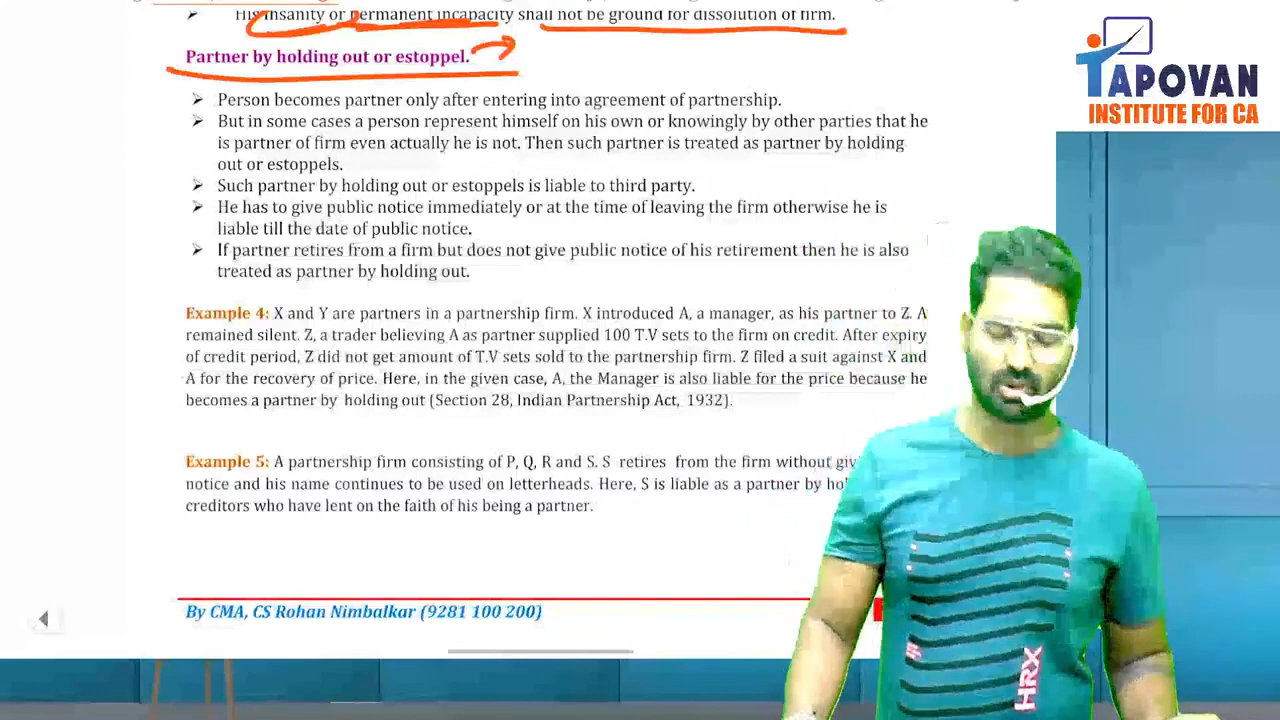 ➤ His insanity or permanent incapacity shall not be ground for dissolution of firm.
Partner by holding out or estoppel.
➤ Person becomes partner only after entering into agreement of partnership.
➤ But in some cases a person represent himself on his own or knowingly by other parties that he
is partner of firm even actually he is not. Then such partner is treated as partner by holding
out or estoppels.
➤ Such partner by holding out or estoppels is liable to third party.
➤ He has to give public notice immediately or at the time of leaving the firm otherwise he is
liable till the date of public notice.
➤ If partner retires from a firm but does not give public notice of his retirement then he is also
treated as partner by holding out.
Example 4: X and Y are partners in a partnership firm. X introduced A, a manager, as his partner to Z. A
remained silent. Z, a trader believing A as partner supplied 100 T.V sets to the firm on credit. After expiry
of credit period, Z did not get amount of T.V sets sold to the partnership firm. Z filed a suit against X and
A for the recovery of price. Here, in the given case, A, the Manager is also liable for the price because he
becomes a partner by holding out (Section 28, Indian Partnership Act, 1932).
Example 5: A partnership firm consisting of P, Q, R and S. S retires from the firm without giv
notice and his name continues to be used on letterheads. Here, S is liable as a partner by hol
creditors who have lent on the faith of his being a partner.
By CMA, CS Rohan Nimbalkar (9281 100 200)
TAPOVAN
INSTITUTE FOR CA
HRX